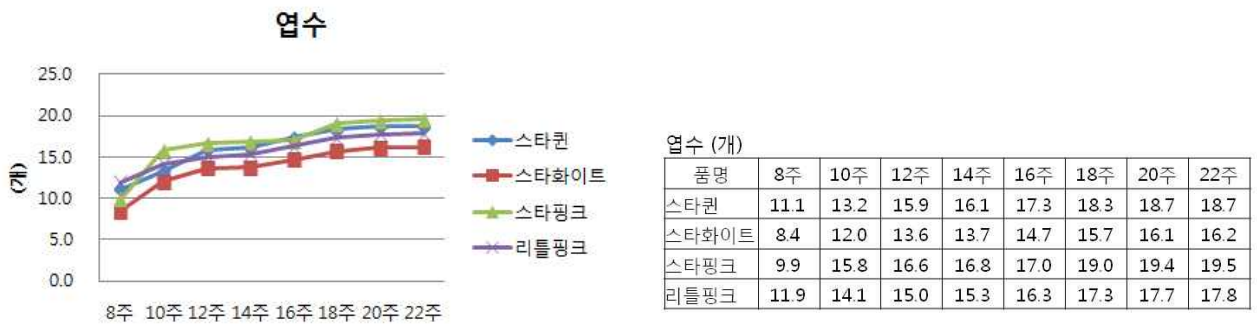 엽수
25.0
20.0
15.0
10.0
5.0
0.0
(개)
8주 10주 12주 14주 16주 18주 20주 22주
스타퀸
스타화이트
스타핑크
리틀핑크
엽수 (개)
품명 8주 10주 12주 14주 16주 18주 20주 22주
스타퀸 11.1 13.2 15.9 16.1 17.3 18.3 18.7 18.7
스타화이트 8.4 12.0 13.6 13.7 14.7 15.7 16.1 16.2
스타핑크 9.9 15.8 16.6 16.8 17.0 19.0 19.4 19.5
리틀핑크 11.9 14.1 15.0 15.3 16.3 17.3 17.7 17.8